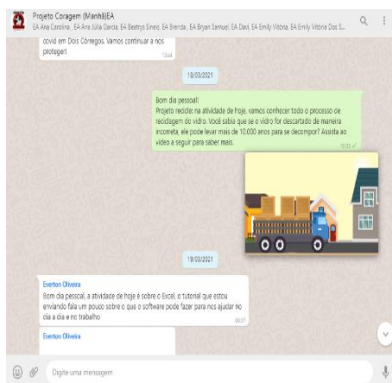 Projeto Coragem (Manhã)EA
EA Ana Carolina, EA Ana Júlia Garcia, EA Beatrys Sineo, EA Brenda, EA Bryan Samuel, EA Davi, EA Emily Vitória, EA Emily Vitória Dos S...
covid em Dois Córregos. Vamos continuar a nos
proteger!
18/03/2021
Bom dia pessoal!
Projeto recicle: na atividade de hoje, vamos conhecer todo o processo de
reciclagem do vidro. Você sabia que se o vidro for descartado de maneira
incorreta, ele pode levar mais de 10.000 anos para se decompor? Assista ao
vídeo a seguir para saber mais.
19/03/2021
Everton Oliveira
Bom dia pessoal, a atividade de hoje é sobre o Excel, o tutorial que estou
enviando fala um pouco sobre o que o software pode fazer para nos ajudar no
dia a dia e no trabalho
Everton Oliveira
Digite uma mensagem